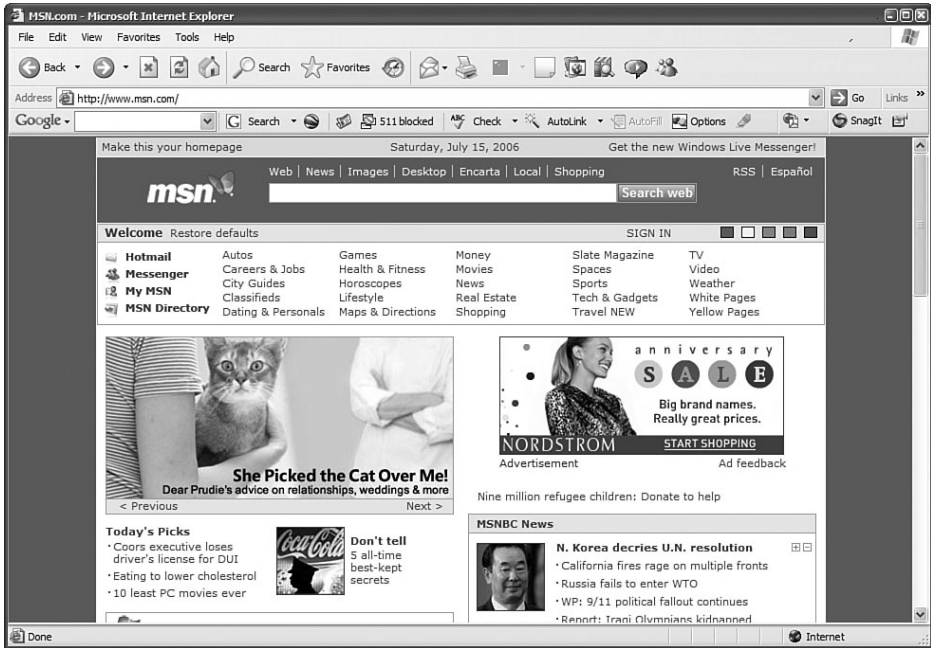 MSN.com - Microsoft Internet Explorer
File Edit View Favorites Tools Help
Back Search Favorites
Address http://www.msn.com/ Go Links »
Google G Search 511 blocked ABC Check AutoLink AutoFill Options SnagIt
Make this your homepage Saturday, July 15, 2006 Get the new Windows Live Messenger!
Web | News | Images | Desktop | Encarta | Local | Shopping RSS | Español
msn Search web
Welcome Restore defaults SIGN IN
Hotmail
Messenger
My MSN
MSN Directory
Autos
Careers & Jobs
City Guides
Classifieds
Dating & Personals
Games
Health & Fitness
Horoscopes
Lifestyle
Maps & Directions
Money
Movies
News
Real Estate
Shopping
Slate Magazine
Spaces
Sports
Tech & Gadgets
Travel NEW
TV
Video
Weather
White Pages
Yellow Pages
She Picked the Cat Over Me!
Dear Prudie's advice on relationships, weddings & more
< Previous Next >
anniversary
SALE
Big brand names.
Really great prices.
NORDSTROM START SHOPPING
Advertisement Ad feedback
Nine million refugee children: Donate to help
Today's Picks
· Coors executive loses
driver's license for DUI
· Eating to lower cholesterol
· 10 least PC movies ever
Coca-Cola
Don't tell
5 all-time
best-kept
secrets
MSNBC News
N. Korea decries U.N. resolution
· California fires rage on multiple fronts
· Russia fails to enter WTO
· WP: 9/11 political fallout continues
· Report: Irani Olympians kidnapped
Done Internet